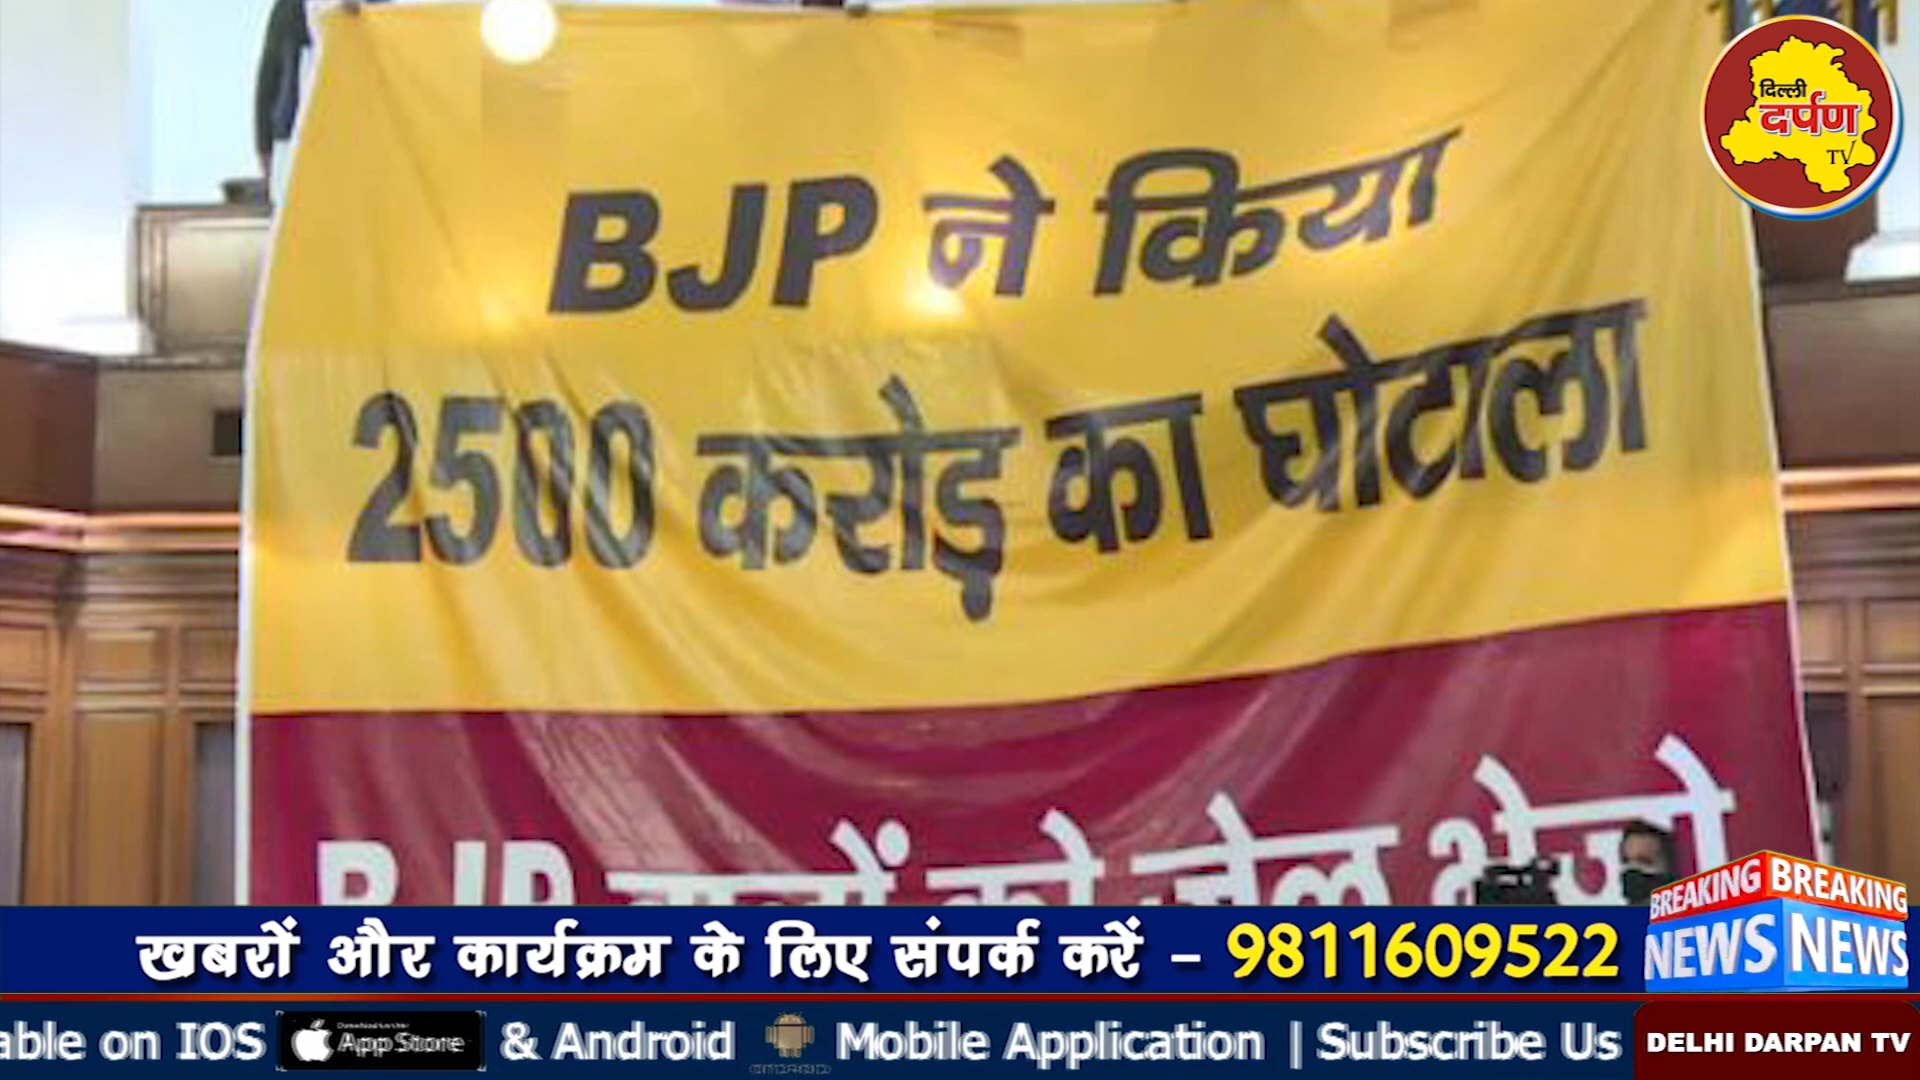 दिल्ली
दर्पण
TV
BJP ने किया
2500 करोड़ का घोटाला
BJP वालों को जेल भेजो
खबरों और कार्यक्रम के लिए संपर्क करें - 9811609522
BREAKING BREAKING
NEWS NEWS
able on IOS App Store & Android Mobile Application | Subscribe Us
DELHI DARPAN TV